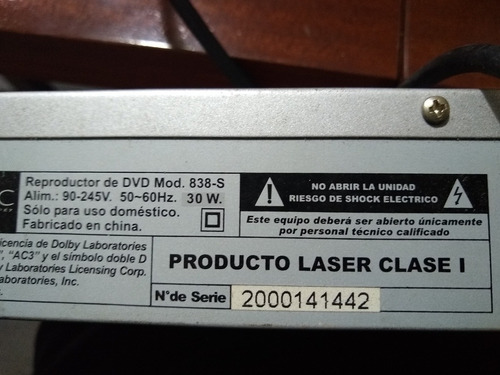 Reproductor de DVD Mod. 838-S
Alim.: 90-245V. 50~60Hz. 30 W.
Sólo para uso doméstico.
Fabricado en china.
NO ABRIR LA UNIDAD
RIESGO DE SHOCK ELECTRICO
Este equipo deberá ser abierto únicamente
por personal técnico calificado
icencia de Dolby Laboratories
", "AC3" y el símbolo doble D
y Laboratories Licensing Corp.
aboratories, Inc.
PRODUCTO LASER CLASE I
N°de Serie 2000141442